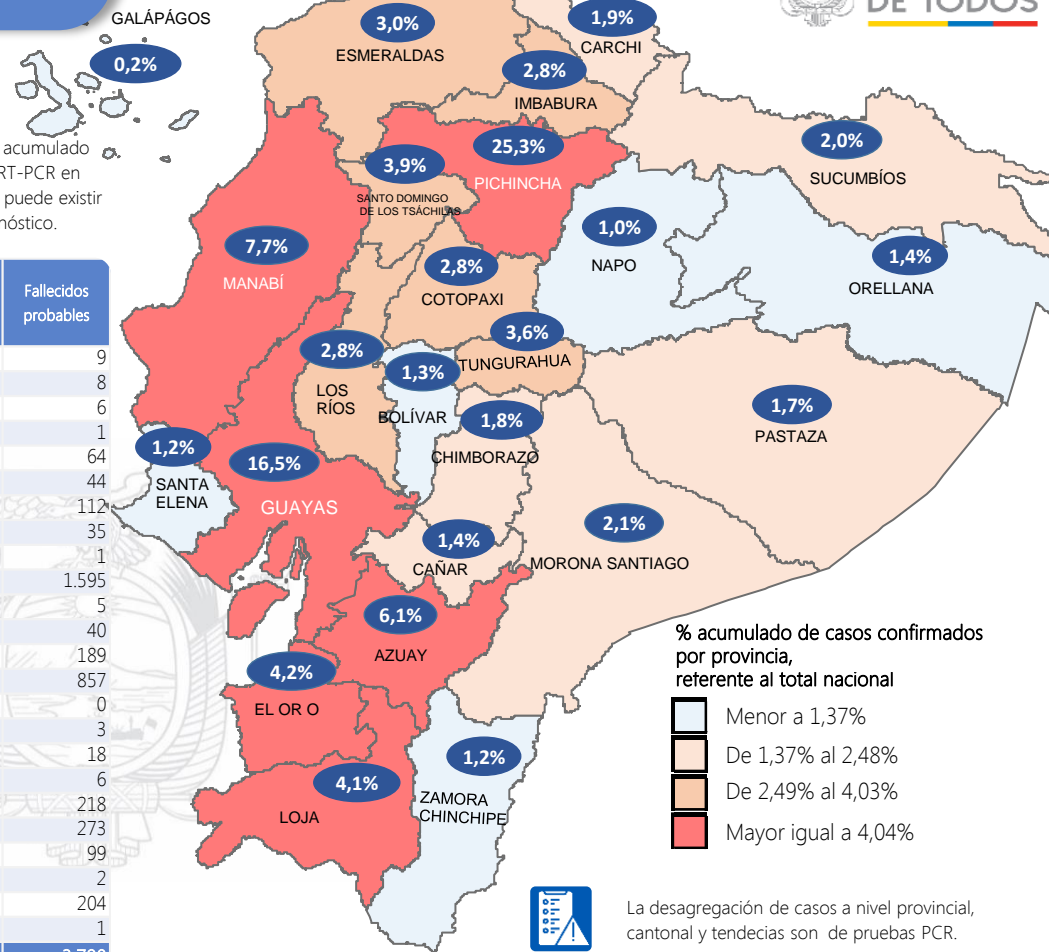 DE TODOS
GALÁPAGOS
0,2%
3,0%
ESMERALDAS
1,9%
CARCHI
2,8%
IMBABURA
acumulado
RT-PCR en
puede existir
nóstico.
25,3%
PICHINCHA
3,9%
SANTO DOMINGO
DE LOS TSÁCHILAS
2,0%
SUCUMBÍOS
7,7%
MANABÍ
1,0%
NAPO
1,4%
ORELLANA
2,8%
COTOPAXI
3,6%
TUNGURAHUA
2,8%
LOS
RÍOS
1,3%
BOLÍVAR
1,8%
CHIMBORAZO
1,7%
PASTAZA
1,2%
SANTA
ELENA
16,5%
GUAYAS
2,1%
MORONA SANTIAGO
1,4%
CAÑAR
6,1%
AZUAY
4,2%
EL OR O
4,1%
LOJA
1,2%
ZAMORA
CHINCHIPE
Fallecidos
probables
9
8
6
1
64
44
112
35
1
1.595
5
40
189
857
0
3
18
6
218
273
99
2
204
1
% acumulado de casos confirmados
por provincia,
referente al total nacional
Menor a 1,37%
De 1,37% al 2,48%
De 2,49% al 4,03%
Mayor igual a 4,04%
La desagregación de casos a nivel provincial,
cantonal y tendecias son de pruebas PCR.